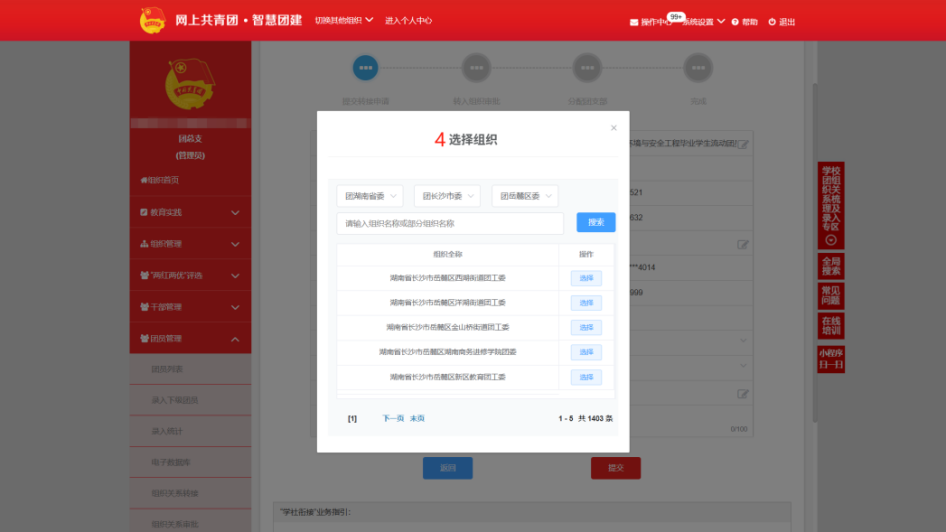 网上共青团·智慧团建
切换其他组织
进入个人中心
操作中心
99+
系统设置
帮助
退出
团总支
(管理员)
组织首页
教育实践
组织管理
"两红两优"评选
干部管理
团员管理
团员列表
录入下级团员
录入统计
电子数据库
组织关系转接
组织关系审批
提交转接申请
转入组织审批
分配团支部
完成
环境与安全工程毕业学生流动团
521
632
***4014
999
0/100
4 选择组织
×
团湖南省委
团长沙市委
团岳麓区委
请输入组织名称或部分组织名称
搜索
组织全称
操作
湖南省长沙市岳麓区西湖街道团工委
选择
湖南省长沙市岳麓区洋湖街道团工委
选择
湖南省长沙市岳麓区金山桥街道团工委
选择
湖南省长沙市岳麓区湖南商务进修学院团委
选择
湖南省长沙市岳麓区新区教育团工委
选择
[1]
下一页
末页
1 - 5 共 1403 条
返回
提交
"学社衔接"业务指引:
学校团组织关系统理及录入专区
全局搜索
常见问题
在线培训
小程序扫一扫